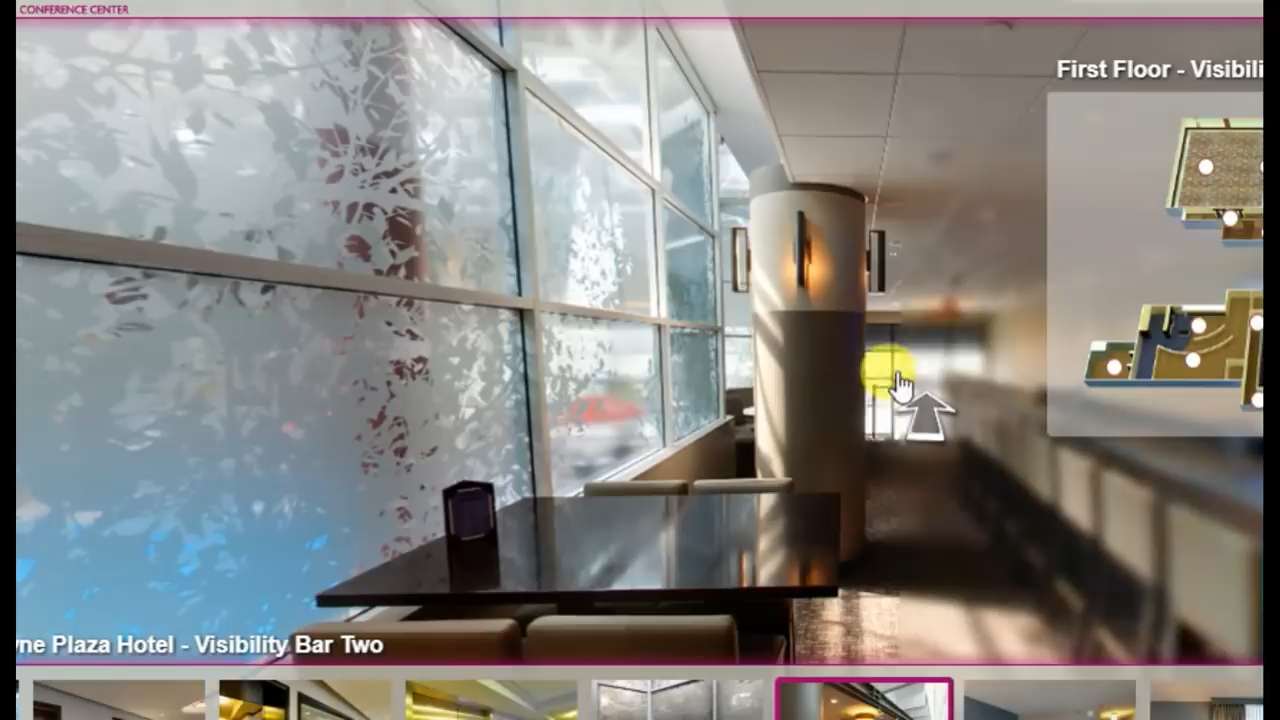 CONFERENCE CENTER
First Floor - Visibili
yne Plaza Hotel - Visibility Bar Two